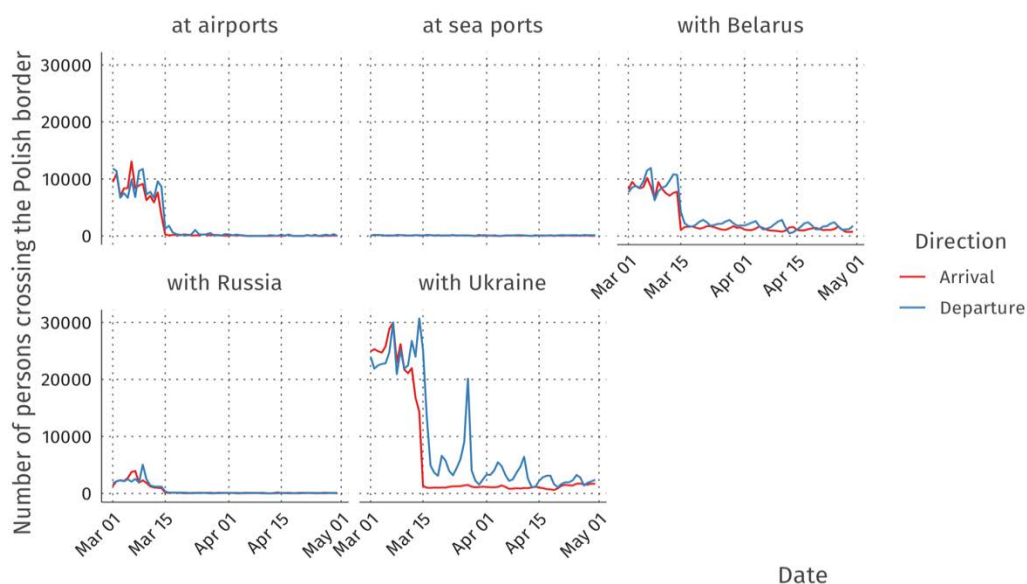 at airports
at sea ports
with Belarus
Number of persons crossing the Polish border
30000
20000
10000
0
Mar 01
Mar 15
Apr 01
Apr 15
May 01
Direction
Arrival
Departure
with Russia
with Ukraine
30000
20000
10000
0
Mar 01
Mar 15
Apr 01
Apr 15
May 01
Mar 01
Mar 15
Apr 01
Apr 15
May 01
Date